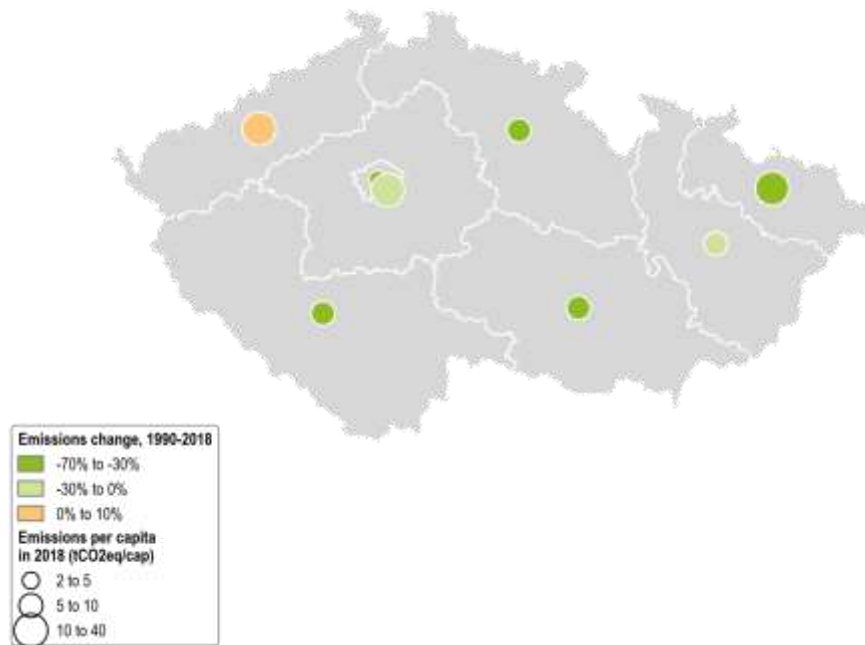 Emissions change, 1990-2018
-70% to -30%
-30% to 0%
0% to 10%
Emissions per capita
in 2018 (tCO2eq/cap)
2 to 5
5 to 10
10 to 40